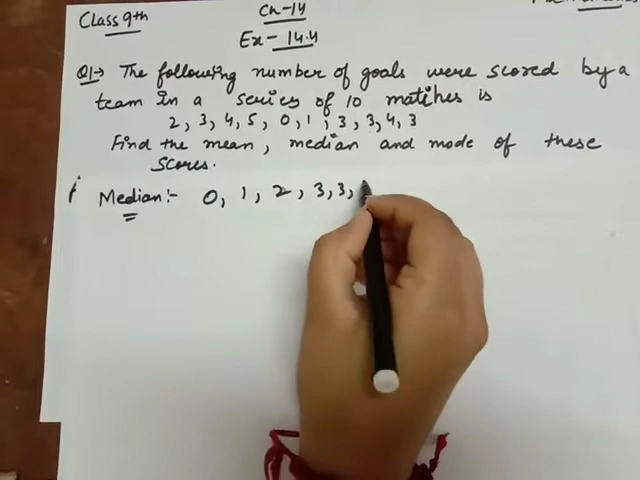 Class 9th
Ch-14
Ex- 14.4
Q1→ The following number of goals were scored by a
team in a series of 10 matches is
2, 3, 4, 5, 0, 1, 3, 3, 4, 3
Find the mean, median and mode of these
scores.
Median:- 0, 1, 2, 3, 3,